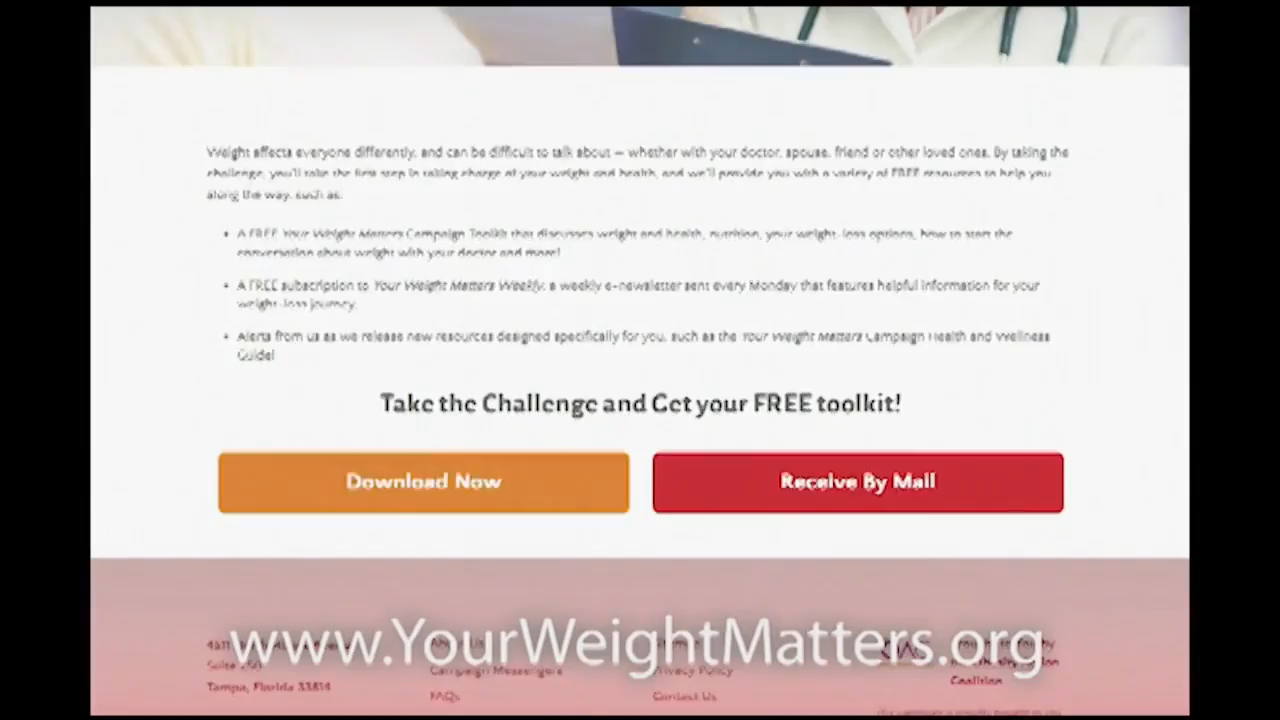 Weight affects everyone differently, and can be difficult to talk about — whether with your doctor, spouse, friend or other loved ones. By taking the
challenge, you'll take the first step in taking charge of your weight and health, and we'll provide you with a variety of FREE resources to help you
along the way, such as:
• A FREE Your Weight Matters Campaign Toolkit that discusses weight and health, nutrition, your weight-loss options, how to start the
conversation about weight with your doctor and more!
• A FREE subscription to Your Weight Matters Weekly, a weekly e-newsletter sent every Monday that features helpful information for your
weight-loss journey.
• Alerts from us as we release new resources designed specifically for you, such as the Your Weight Matters Campaign Health and Wellness
Guide!
Take the Challenge and Get your FREE toolkit!
Download Now
Receive By Mail
www.YourWeightMatters.org
Suite
Tampa, Florida
Campaign Messengers
FAQs
Privacy Policy
Contact Us
Coalition